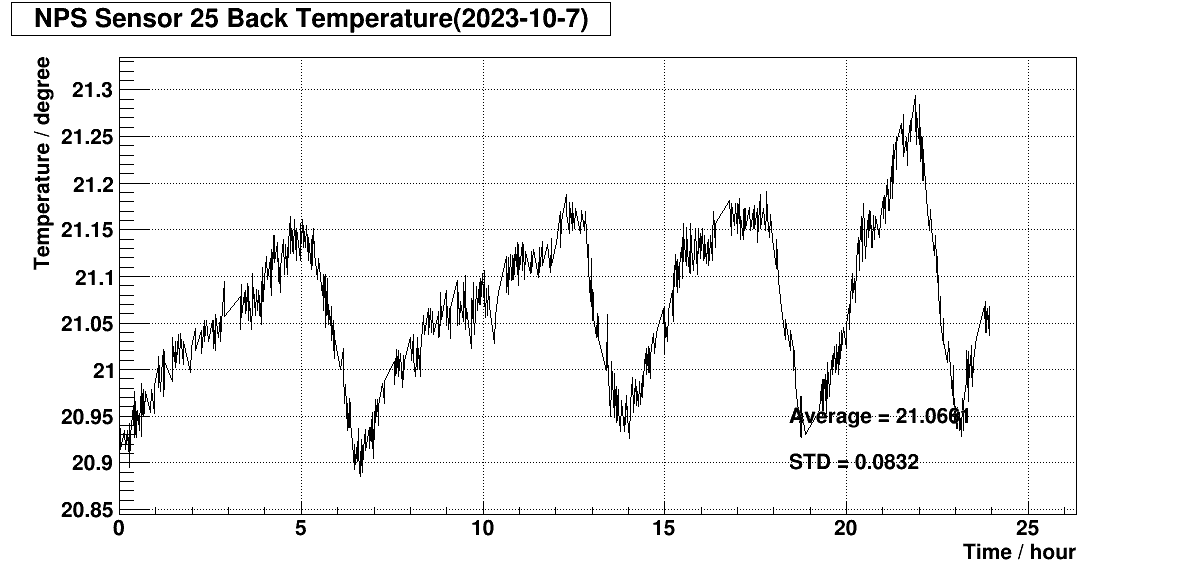 NPS Sensor 25 Back Temperature(2023-10-7)
Temperature / degree
21.3
21.25
21.2
21.15
21.1
21.05
21
20.95
20.9
20.85
Average = 21.0661
STD = 0.0832
0 5 10 15 20 25
Time / hour